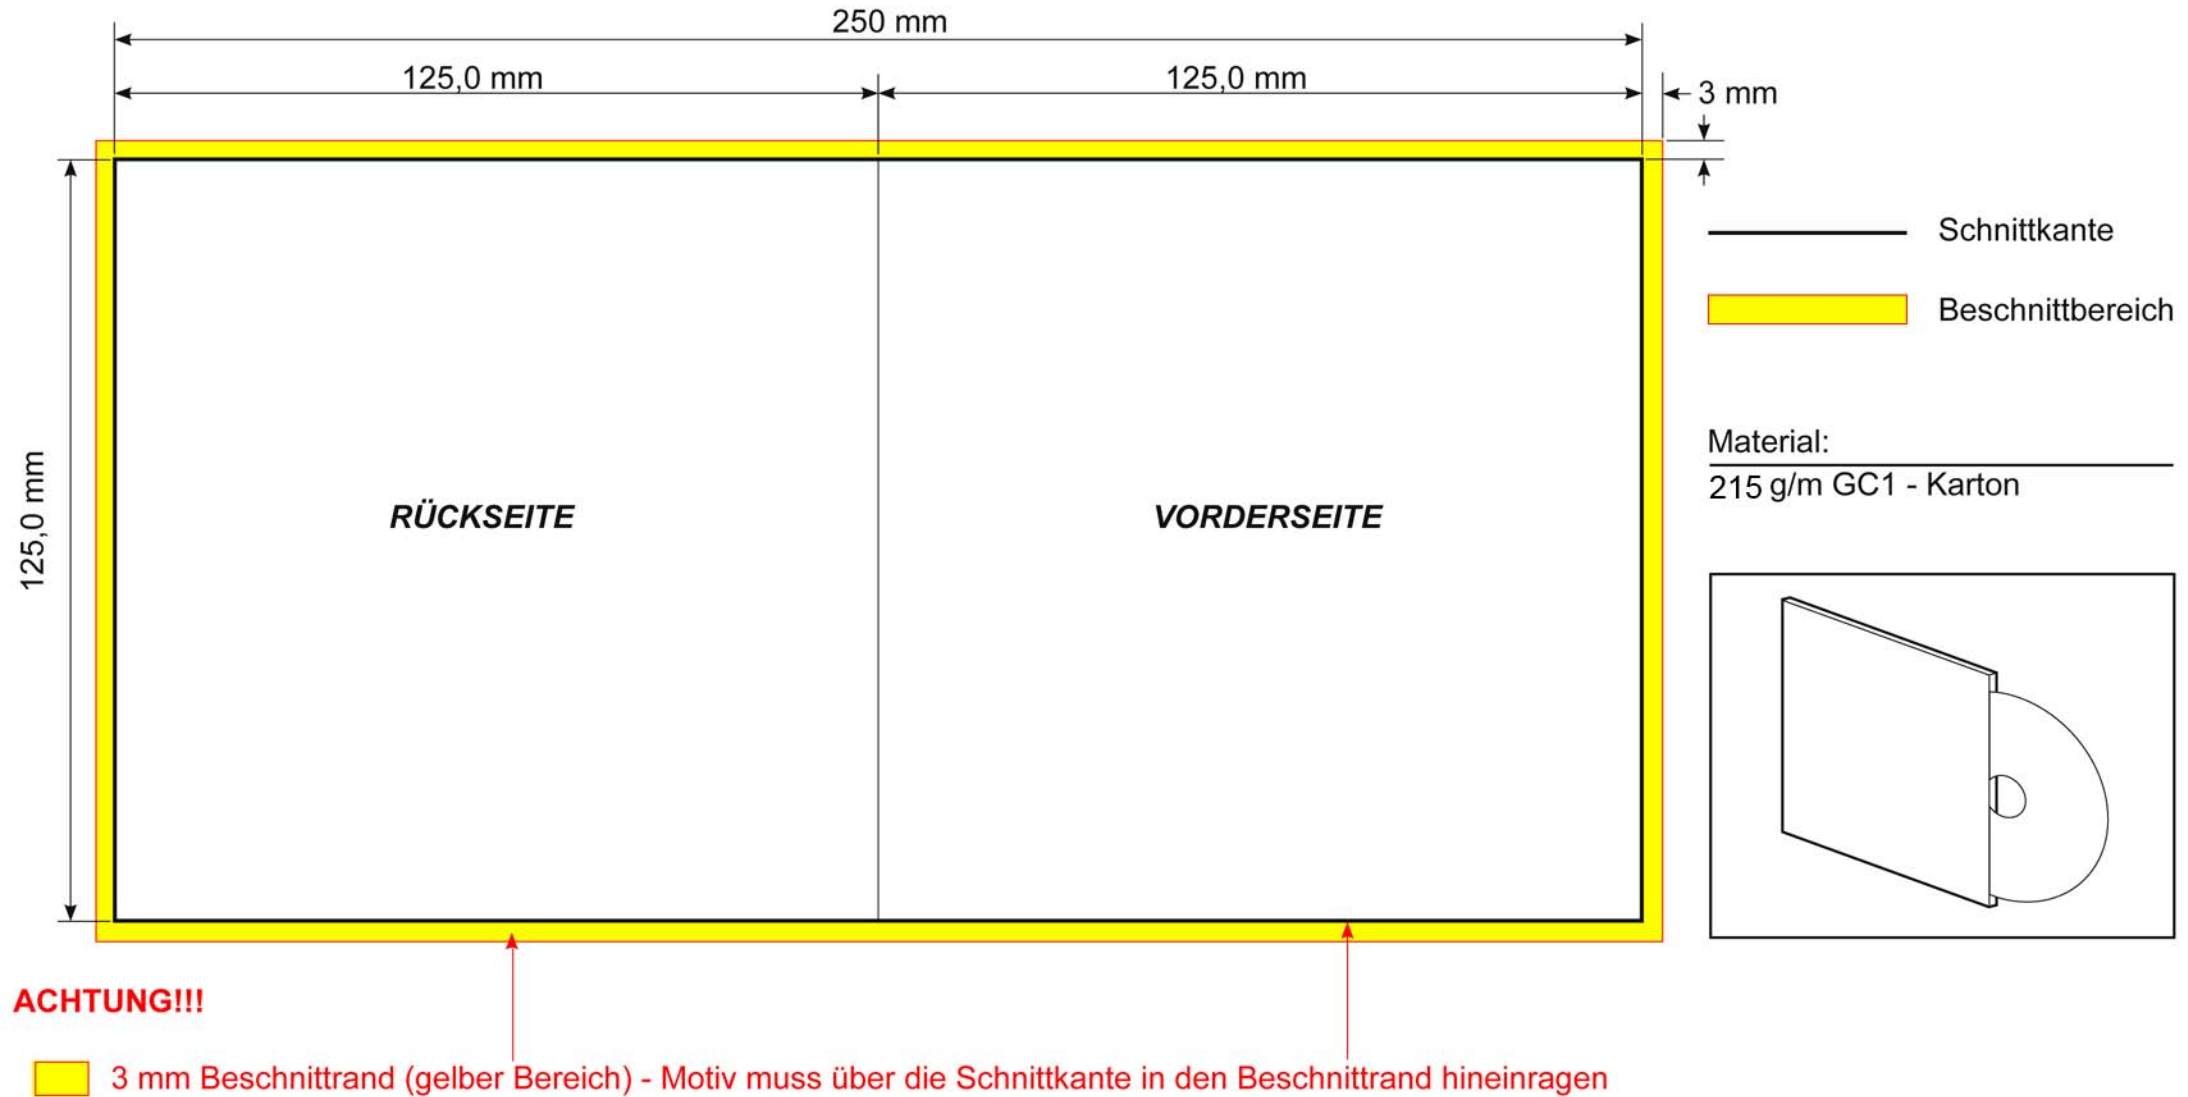 250 mm
125,0 mm
125,0 mm
3 mm
125,0 mm
RÜCKSEITE
VORDERSEITE
Schnittkante
Beschnittbereich
Material:
215 g/m GC1 - Karton
ACHTUNG!!!
3 mm Beschnittrand (gelber Bereich) - Motiv muss über die Schnittkante in den Beschnittrand hineinragen